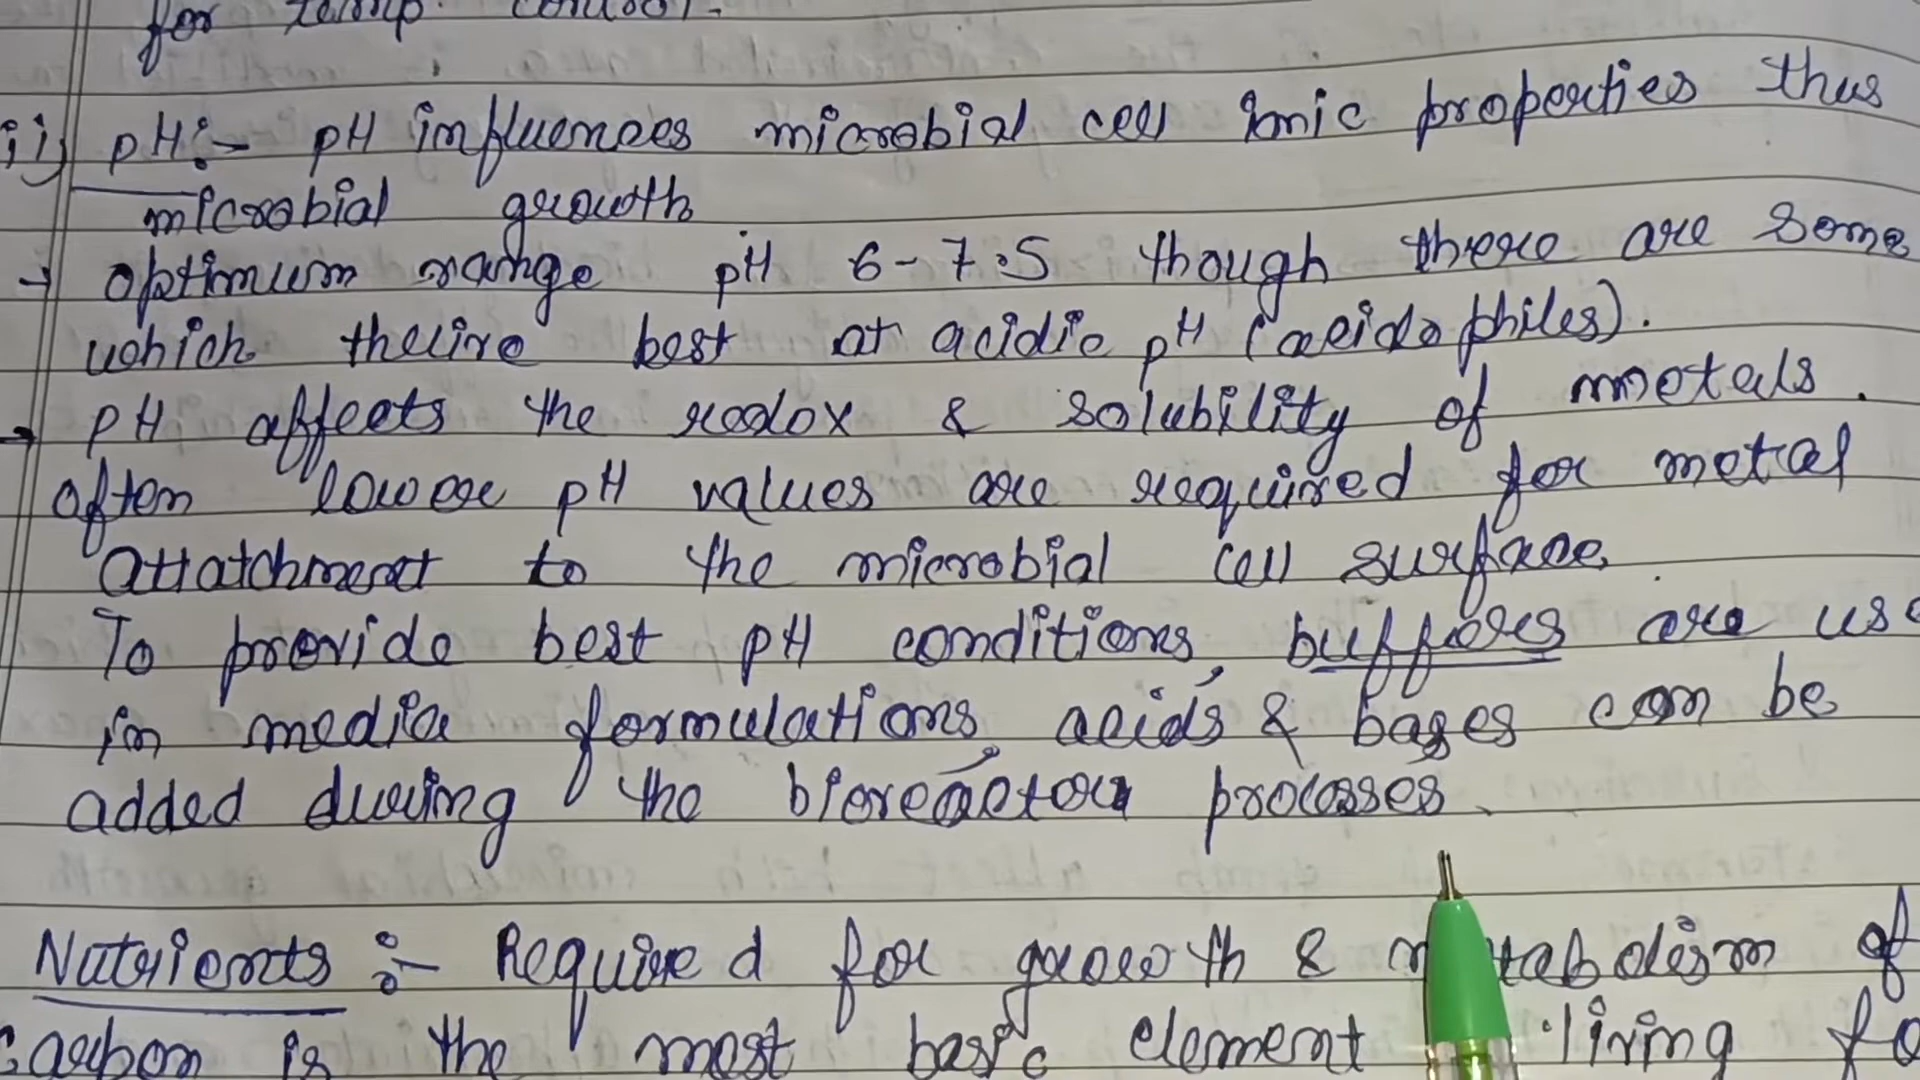 for temp. control.
ii) pH:- pH influences microbial cell ionic properties thus
microbial growth
→ optimum range pH 6-7.5 though there are some
which thrive best at acidic pH (acidophiles).
→ pH affects the redox & solubility of metals.
often lower pH values are required for metal
attatchment to the microbial cell surface.
To provide best pH conditions, buffers are
in media formulations, acids & bases can be
added during the bioreactor processes.
Nutrients :- Required for growth & of
Carbon is the most basic element living